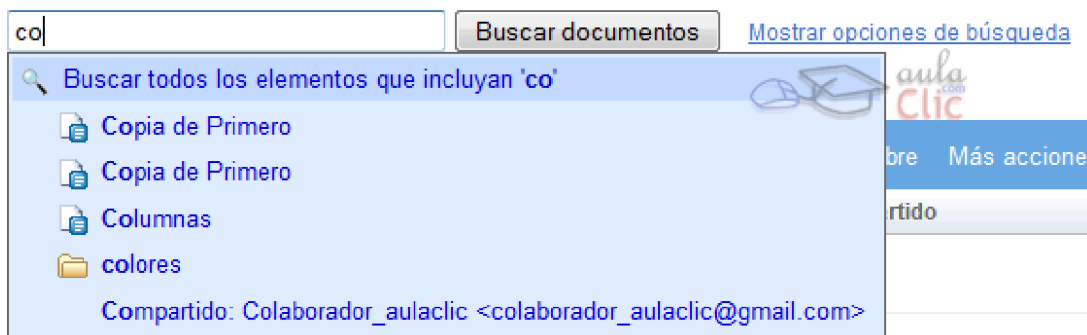 co Buscar documentos Mostrar opciones de búsqueda
Buscar todos los elementos que incluyan 'co'
aula
Clic
.com
Copia de Primero
bre Más accione
Copia de Primero
Columnas
rtido
colores
Compartido: Colaborador_aulaclic <colaborador_aulaclic@gmail.com>